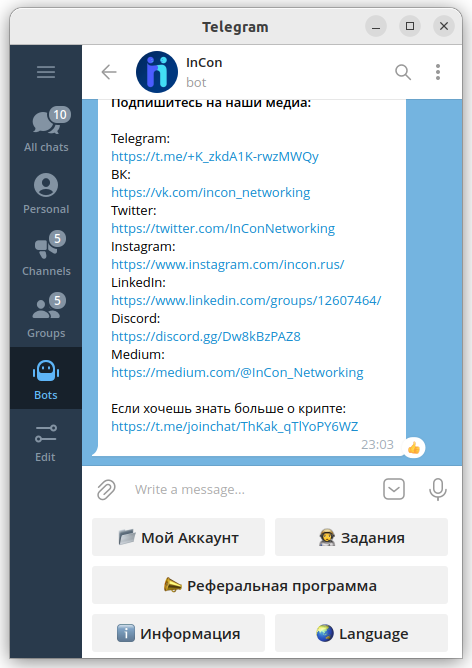 Telegram
InCon
bot
10
All chats
Personal
5
Channels
5
Groups
Bots
Edit
Подпишитесь на наши медиа:
Telegram:
https://t.me/+K_zkdA1K-rwzMWQy
ВК:
https://vk.com/incon_networking
Twitter:
https://twitter.com/InConNetworking
Instagram:
https://www.instagram.com/incon.rus/
LinkedIn:
https://www.linkedin.com/groups/12607464/
Discord:
https://discord.gg/Dw8kBzPAZ8
Medium:
https://medium.com/@InCon_Networking
Если хочешь знать больше о крипте:
https://t.me/joinchat/ThKak_qTlYoPY6WZ
23:03
Write a message...
Мой Аккаунт
Задания
Реферальная программа
Информация
Language